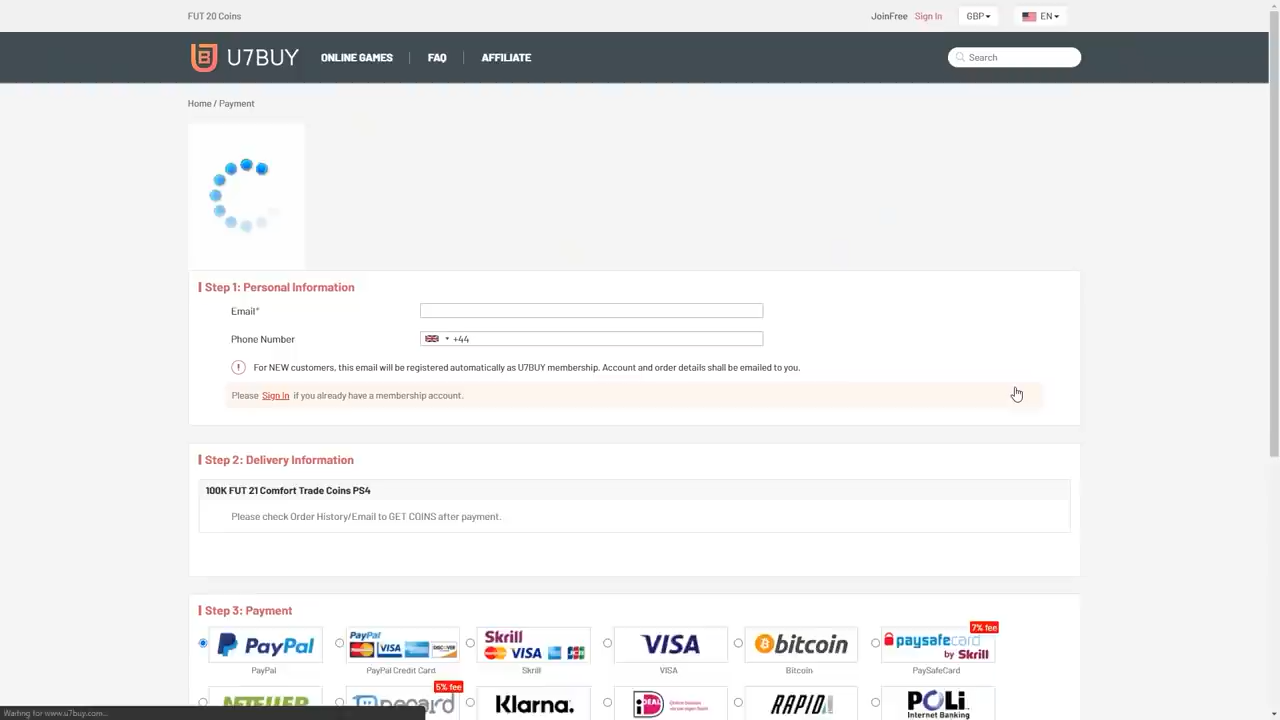 FUT 20 Coins
JoinFree Sign In GBP EN
U7BUY ONLINE GAMES FAQ AFFILIATE Search
Home / Payment
Step 1: Personal Information
Email*
Phone Number +44
For NEW customers, this email will be registered automatically as U7BUY membership. Account and order details shall be emailed to you.
Please Sign In if you already have a membership account.
Step 2: Delivery Information
100K FUT 21 Comfort Trade Coins PS4
Please check Order History/Email to GET COINS after payment.
Step 3: Payment
7% fee
PayPal PayPal VISA DISCOVER Skrill VISA JCB VISA bitcoin paysafecard by Skrill
PayPal PayPal Credit Card Skrill VISA Bitcoin PaySafeCard
5% fee
NETELLER Klarna. iDEAL RAPID POLi
Internet Banking
Waiting for www.u7buy.com...